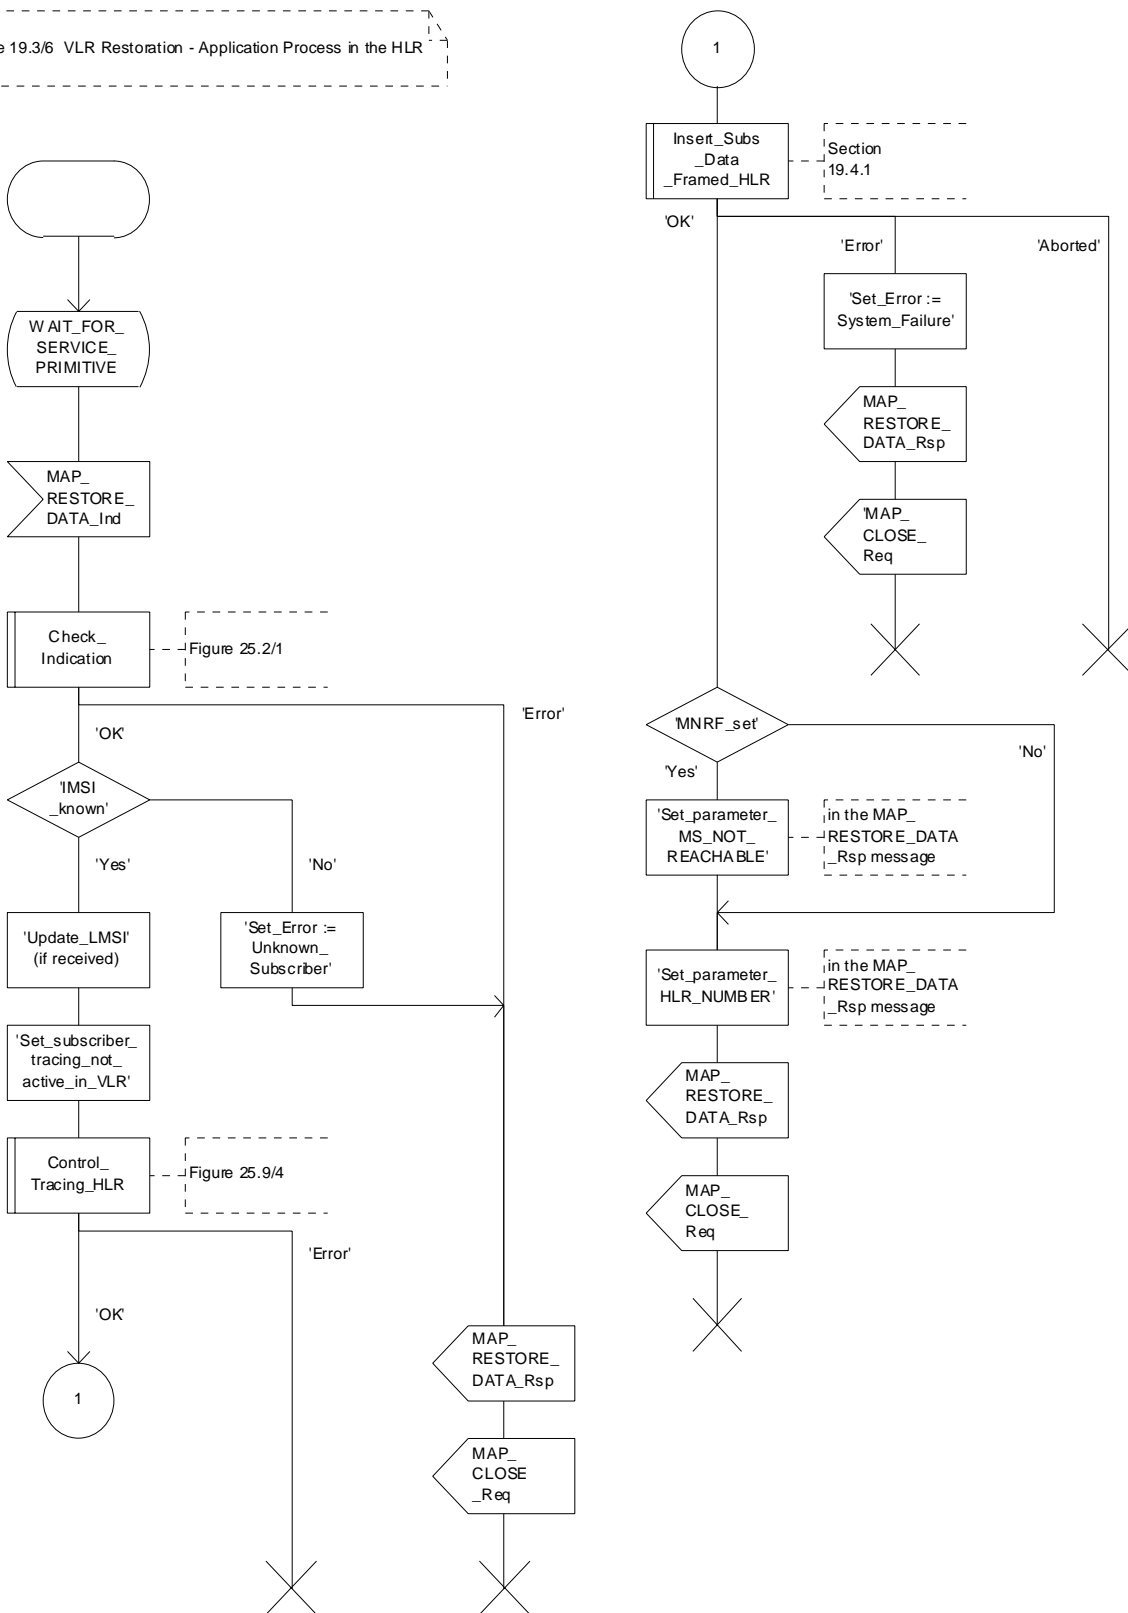 e 19.3/6 VLR Restoration - Application Process in the HLR
WAIT_FOR_
SERVICE_
PRIMITIVE
MAP_
RESTORE_
DATA_Ind
Check_
Indication
Figure 25.2/1
'Error'
'OK'
'IMSI
_known'
'Yes'
'No'
'Update_LMSI'
(if received)
'Set_Error :=
Unknown_
Subscriber'
'Set_subscriber_
tracing_not_
active_in_VLR'
Control_
Tracing_HLR
Figure 25.9/4
'Error'
'OK'
1
MAP_
RESTORE_
DATA_Rsp
MAP_
CLOSE
_Req
1
Insert_Subs
_Data
_Framed_HLR
Section
19.4.1
'OK'
'Error'
'Aborted'
'Set_Error :=
System_Failure'
MAP_
RESTORE_
DATA_Rsp
'MAP_
CLOSE_
Req
'MNRF_set'
'No'
'Yes'
'Set_parameter_
MS_NOT_
REACHABLE'
in the MAP_
RESTORE_DATA
_Rsp message
'Set_parameter_
HLR_NUMBER'
in the MAP_
RESTORE_DATA
_Rsp message
MAP_
RESTORE_
DATA_Rsp
MAP_
CLOSE_
Req